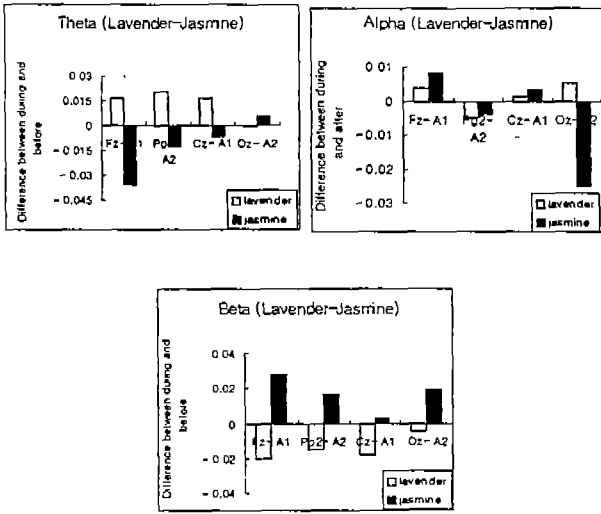 Theta (Lavender-Jasmine)
Difference between during and
before
0.03
0.015
0
-0.015
-0.03
-0.045
A2
Cz-A1
Oz-A2
lavender
jasmine
Alpha (Lavender-Jasmine)
Difference between during
and after
0.01
0
-0.01
-0.02
-0.03
Fz-A1
Pg2-
A2
Cz-A1
lavender
jasmine
Beta (Lavender-Jasmine)
Difference between during and
before
0.04
0.02
0
-0.02
-0.04
Fz-A1
Pg2-A2
Cz-A1
Oz-A2
lavender
jasmine